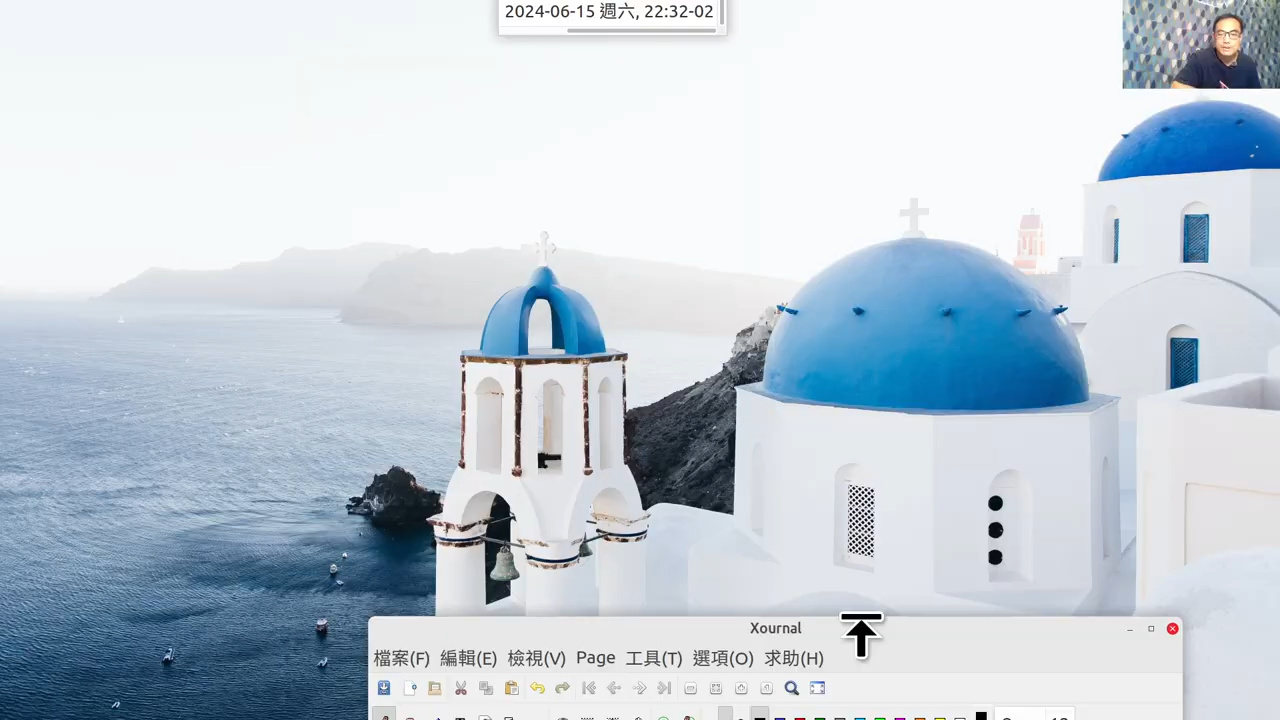 2024-06-15 週六, 22:32-02
Xournal
檔案(F) 編輯(E) 檢視(V) Page 工具(T) 選項(O) 求助(H)